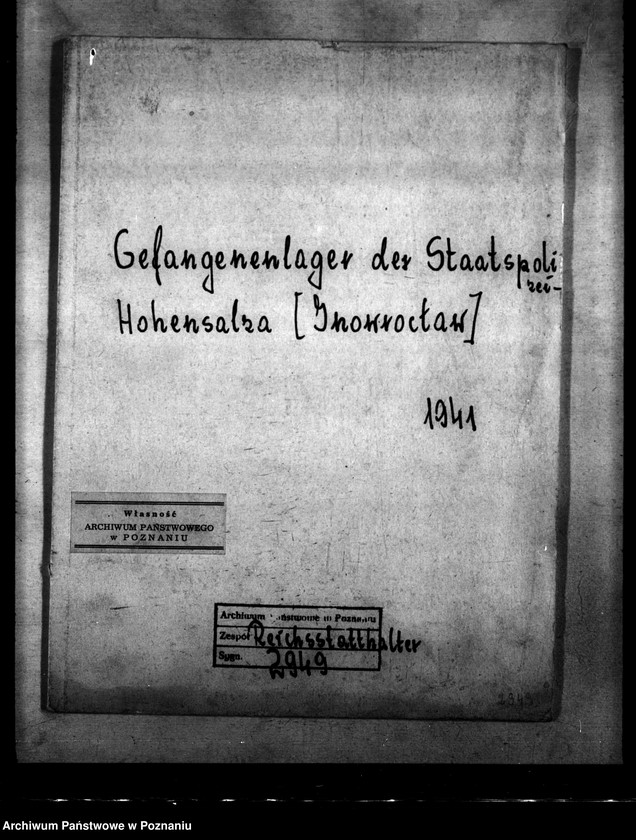 Gefangenenlager der Staatspoli
zei-
Hohensalza [Inowrocław]
1941
Własność
ARCHIWUM PAŃSTWOWEGO
w POZNANIU
Archiwum Państwowe w Poznaniu
Zespół Reichsstatthalter
Sygn. 2949
Archiwum Państwowe w Poznaniu